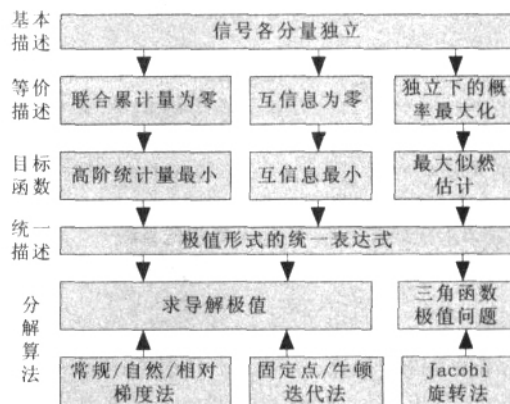 基本
描述
信号各分量独立
等价
描述
联合累计量为零
互信息为零
独立下的概
率最大化
目标
函数
高阶统计量最小
互信息最小
最大似然
估计
统一
描述
极值形式的统一表达式
分解算法
求导解极值
三角函数
极值问题
常规/自然/相对
梯度法
固定点/牛顿
迭代法
Jacobi
旋转法